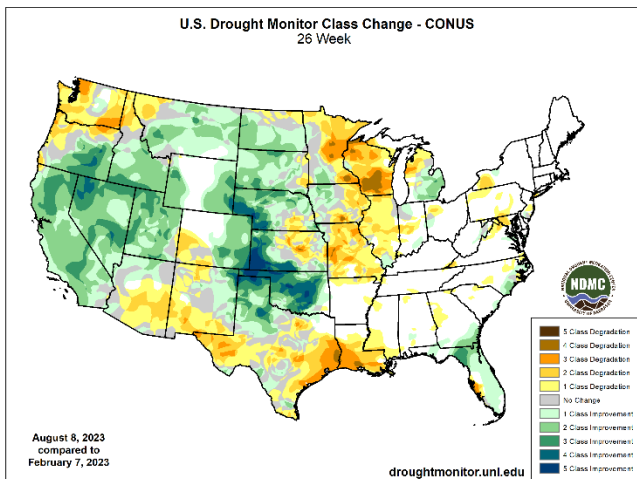 U.S. Drought Monitor Class Change - CONUS
26 Week
NDMC
5 Class Degradation
4 Class Degradation
3 Class Degradation
2 Class Degradation
1 Class Degradation
No Change
1 Class Improvement
2 Class Improvement
3 Class Improvement
4 Class Improvement
5 Class Improvement
August 8, 2023
compared to
February 7, 2023
droughtmonitor.unl.edu